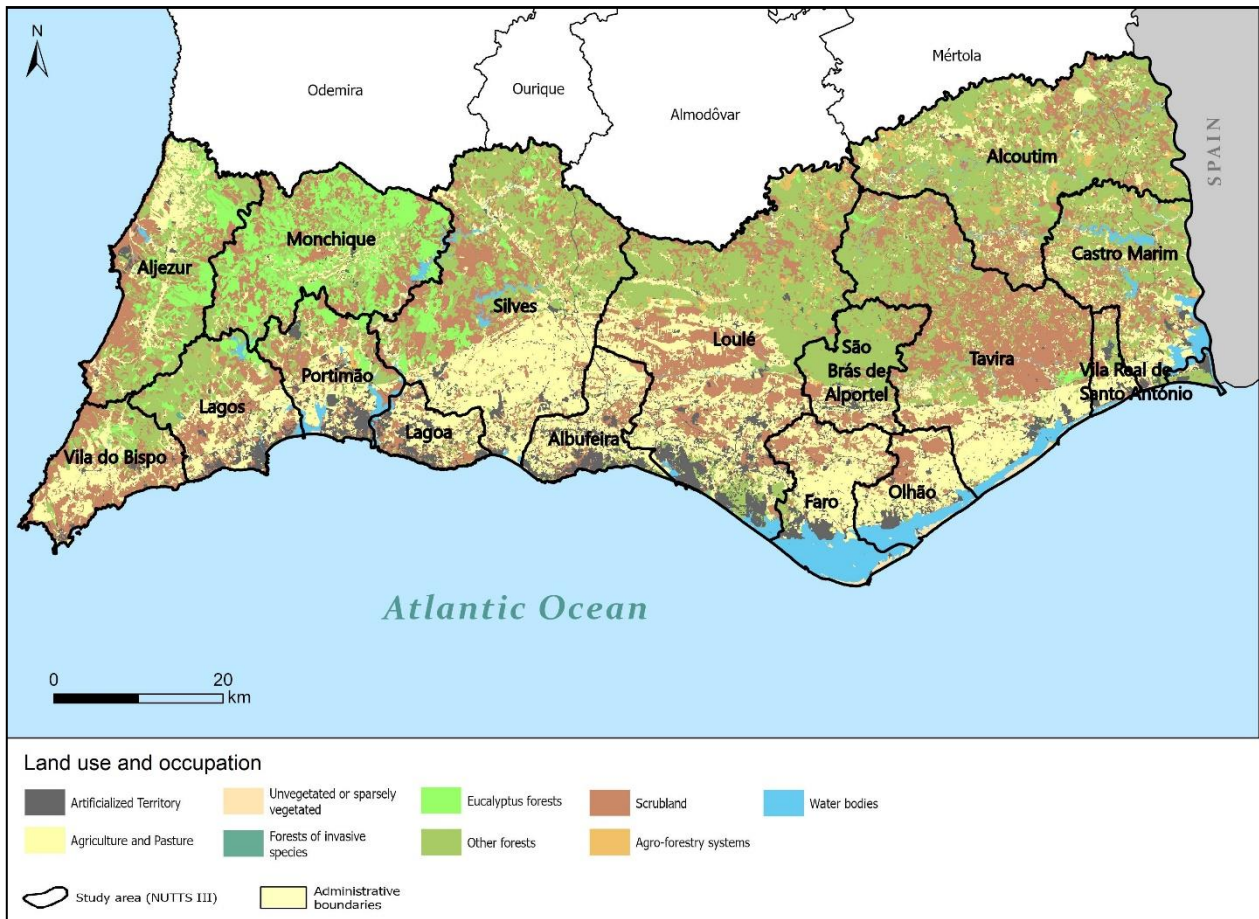 N
Odemira
Ourique
Almodôvar
Mértola
SPAIN
Alcoutim
Monchique
Aljezur
Castro Marim
Silves
Loulé
São
Brás de
Alportel
Tavira
Portimão
Vila Real de
Santo António
Lagos
Lagoa
Albufeira
Vila do Bispo
Faro
Olhão
Atlantic Ocean
0 20
km
Land use and occupation
Artificialized Territory
Unvegetated or sparsely
vegetated
Eucalyptus forests
Scrubland
Water bodies
Agriculture and Pasture
Forests of invasive
species
Other forests
Agro-forestry systems
Study area (NUTTS III)
Administrative
boundaries